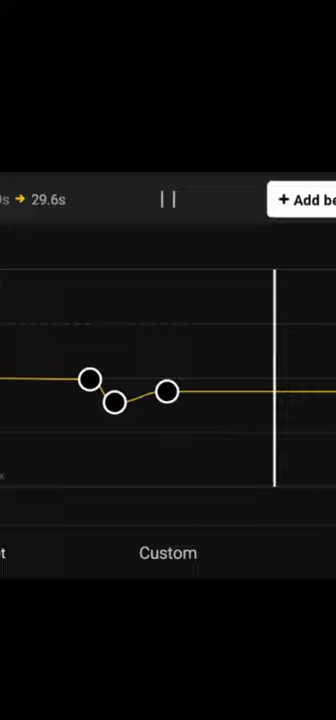 s → 29.6s
+ Add be
x
t
Custom